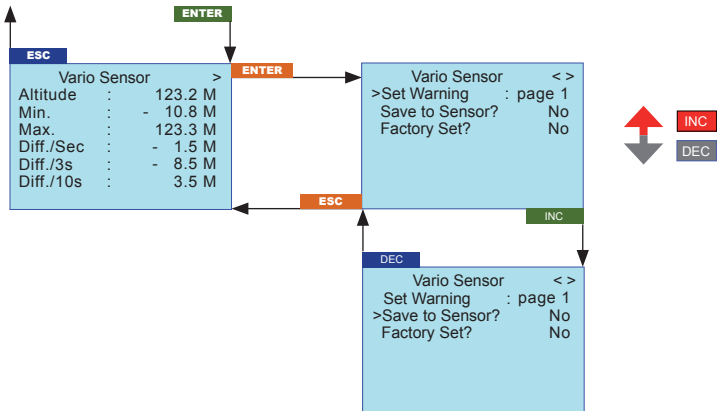 ENTER
ESC
Vario Sensor >
Altitude : 123.2 M
Min. : - 10.8 M
Max. : 123.3 M
Diff./Sec : - 1.5 M
Diff./3s : - 8.5 M
Diff./10s : 3.5 M
ENTER
Vario Sensor < >
>Set Warning : page 1
Save to Sensor? No
Factory Set? No
INC
DEC
ESC
INC
DEC
Vario Sensor < >
Set Warning : page 1
>Save to Sensor? No
Factory Set? No